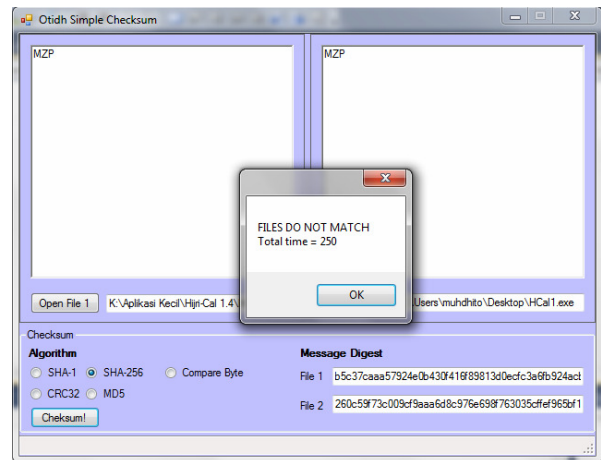 Otidh Simple Checksum
MZP
MZP
FILES DO NOT MATCH
Total time = 250
OK
Open File 1
K:\Aplikasi Kecil\Hijri-Cal 1.4\
Users\muhdhito\Desktop\HCal1.exe
Checksum
Algorithm
SHA-1
SHA-256
Compare Byte
CRC32
MD5
Cheksum!
Message Digest
File 1
b5c37caaa57924e0b430f416f89813d0ecfc3a6fb924acb
File 2
260c59f73c009cf9aaa6d8c976e698f763035cffef965bf1